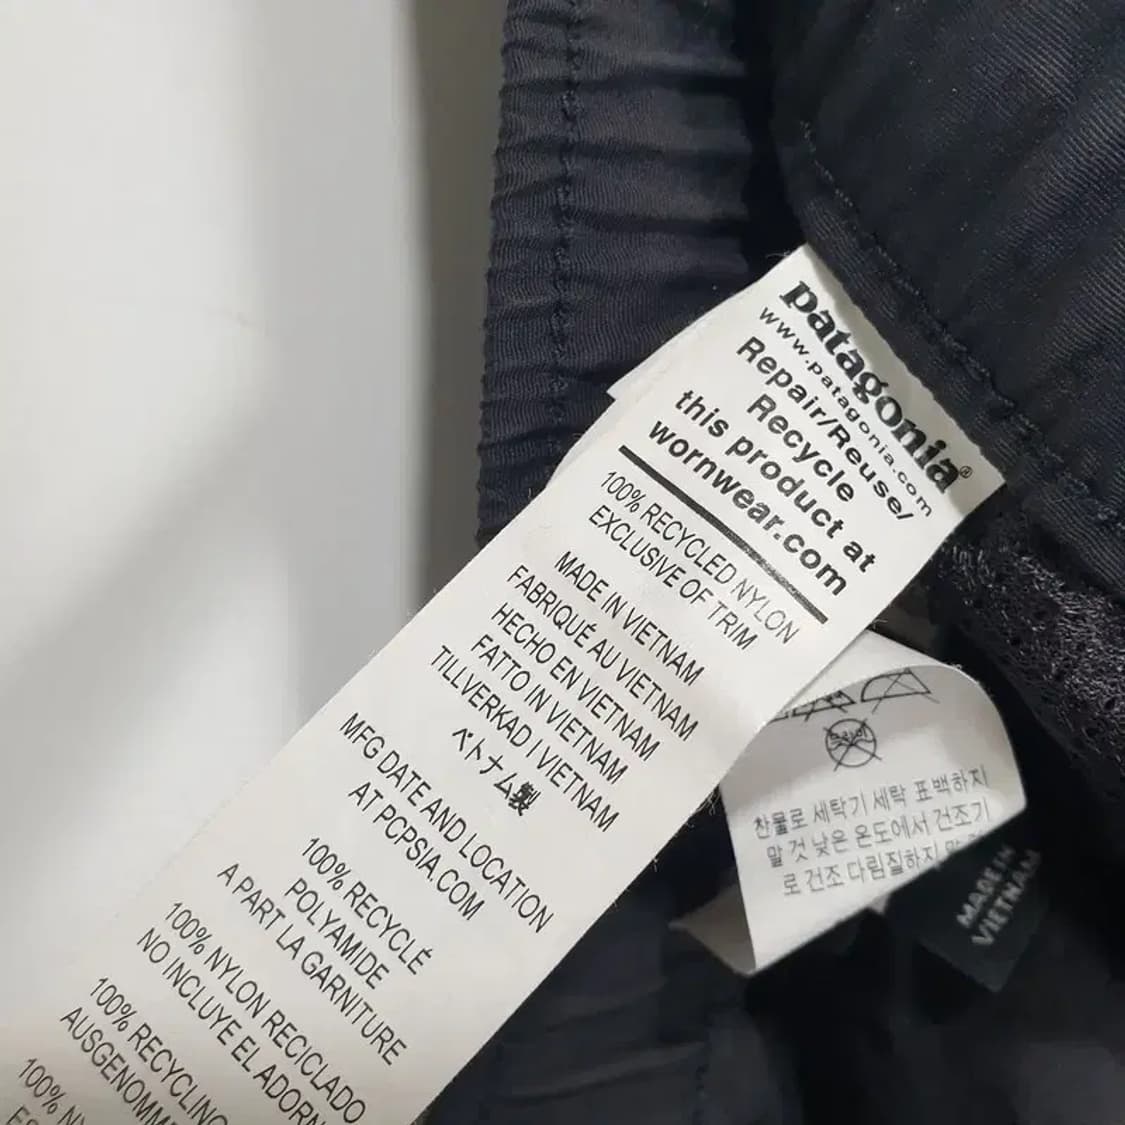 patagonia®
www.patagonia.com
Repair/Reuse/
Recycle
this product at
wornwear.com
100% RECYCLED NYLON
EXCLUSIVE OF TRIM
MADE IN VIETNAM
FABRIQUÉ AU VIETNAM
HECHO EN VIETNAM
FATTO IN VIETNAM
TILLVERKAD I VIETNAM
ベトナム製
MFG DATE AND LOCATION
AT PCPSIA.COM
100% RECYCLÉ
POLYAMIDE
A PART LA GARNITURE
100% NYLON RECICLADO
NO INCLUYE EL
100%
100%
찬물로 세탁기 세탁 표백하지
말 것 낮은 온도에서 건조기
로 건조 다림질하지
MADE IN
VIETNAM